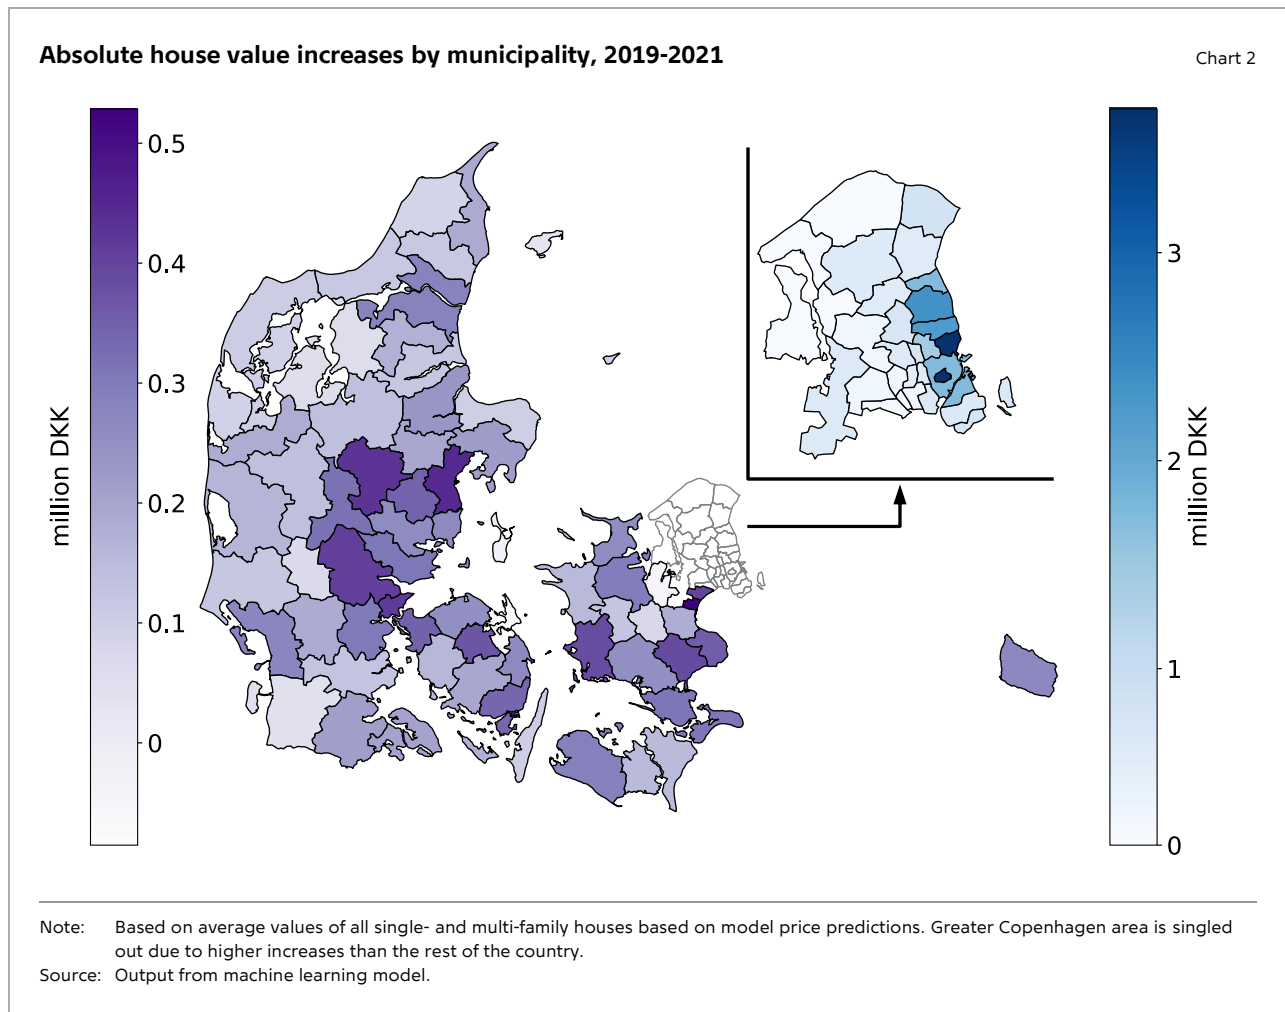 Absolute house value increases by municipality, 2019-2021
Chart 2
million DKK
0.5
0.4
0.3
0.2
0.1
0
million DKK
3
2
1
0
Note: Based on average values of all single- and multi-family houses based on model price predictions. Greater Copenhagen area is singled
out due to higher increases than the rest of the country.
Source: Output from machine learning model.